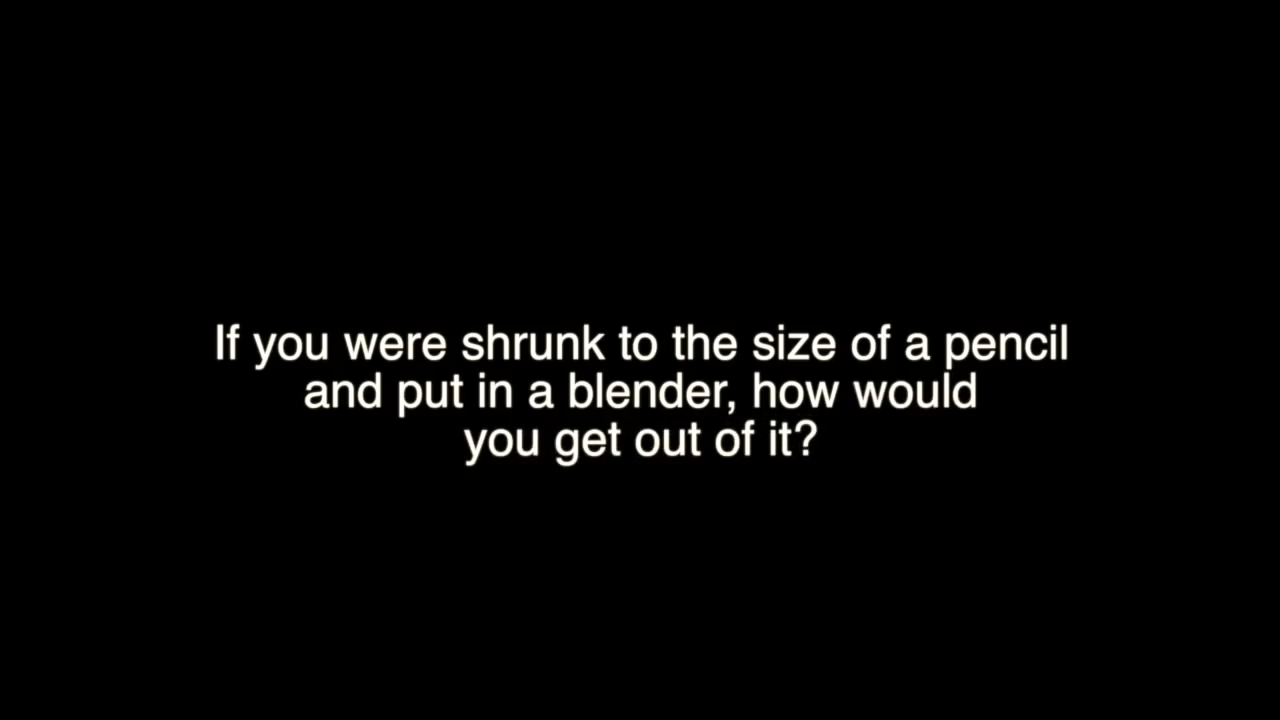 If you were shrunk to the size of a pencil
and put in a blender, how would
you get out of it?